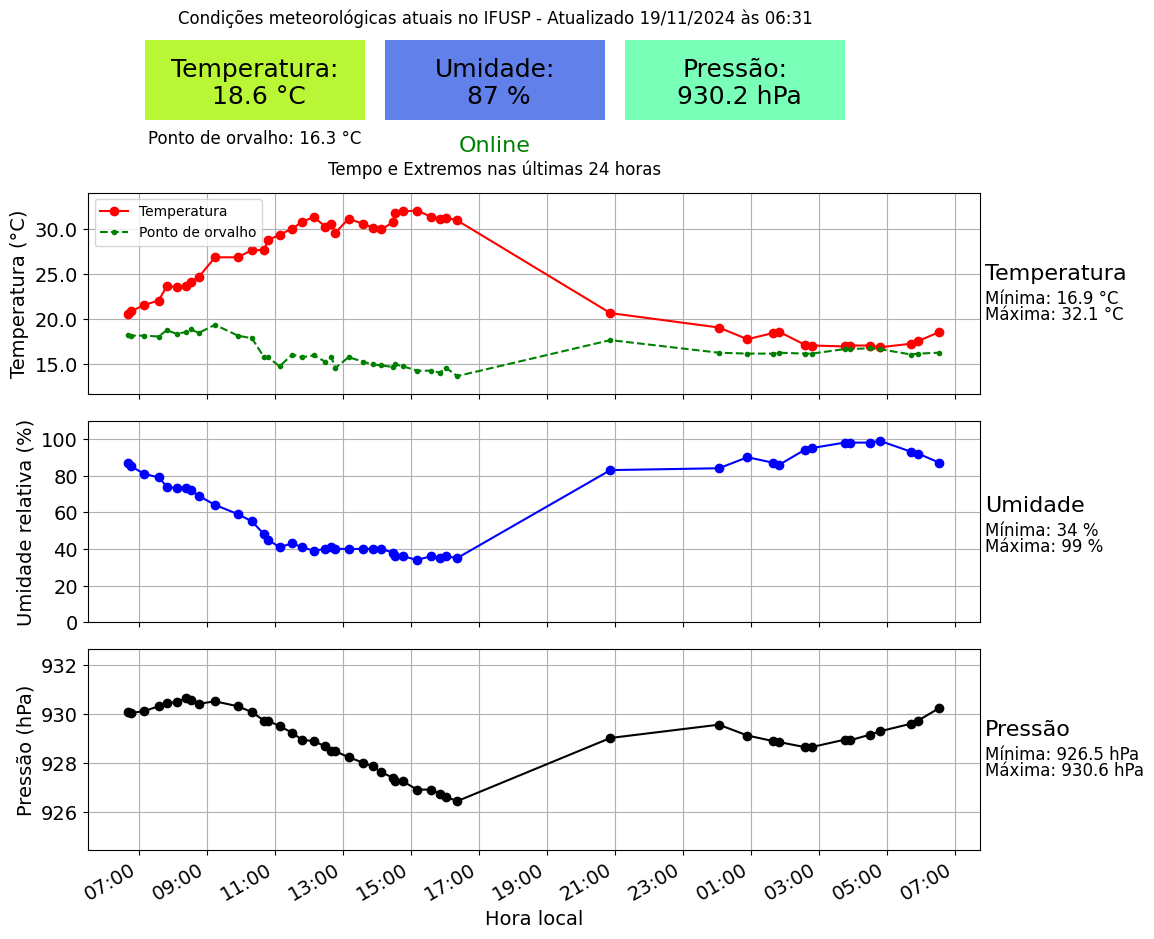 Condições meteorológicas atuais no IFUSP - Atualizado 19/11/2024 às 06:31
Temperatura:
18.6 °C
Umidade:
87 %
Pressão:
930.2 hPa
Ponto de orvalho: 16.3 °C
Online
Tempo e Extremos nas últimas 24 horas
Temperatura (°C)
30.0
25.0
20.0
15.0
Temperatura
Ponto de orvalho
Temperatura
Mínima: 16.9 °C
Máxima: 32.1 °C
Umidade relativa (%)
100
80
60
40
20
0
Umidade
Mínima: 34 %
Máxima: 99 %
Pressão (hPa)
932
930
928
926
Pressão
Mínima: 926.5 hPa
Máxima: 930.6 hPa
07:00 09:00 11:00 13:00 15:00 17:00 19:00 21:00 23:00 01:00 03:00 05:00 07:00
Hora local